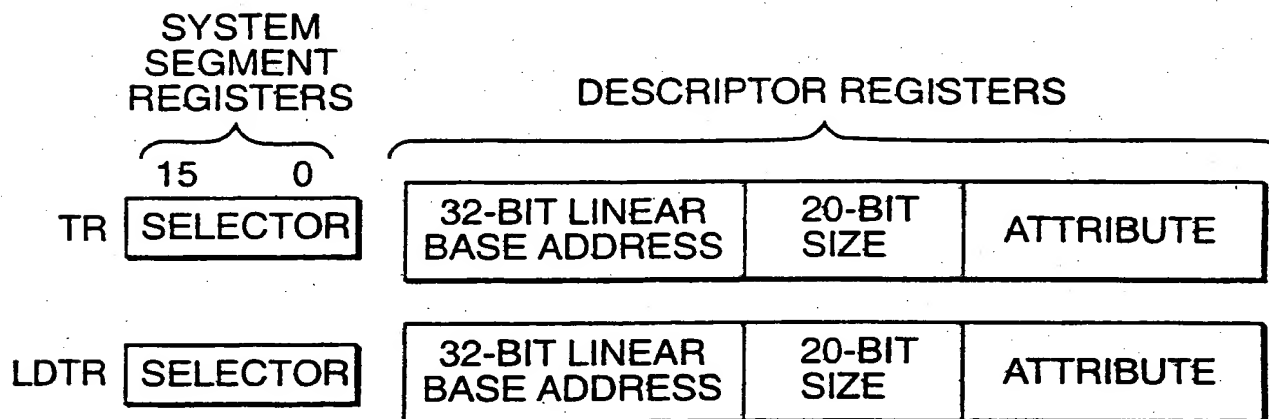 SYSTEM
SEGMENT
REGISTERS
DESCRIPTOR REGISTERS
15 0
TR SELECTOR 32-BIT LINEAR BASE ADDRESS 20-BIT SIZE ATTRIBUTE
LDTR SELECTOR 32-BIT LINEAR BASE ADDRESS 20-BIT SIZE ATTRIBUTE